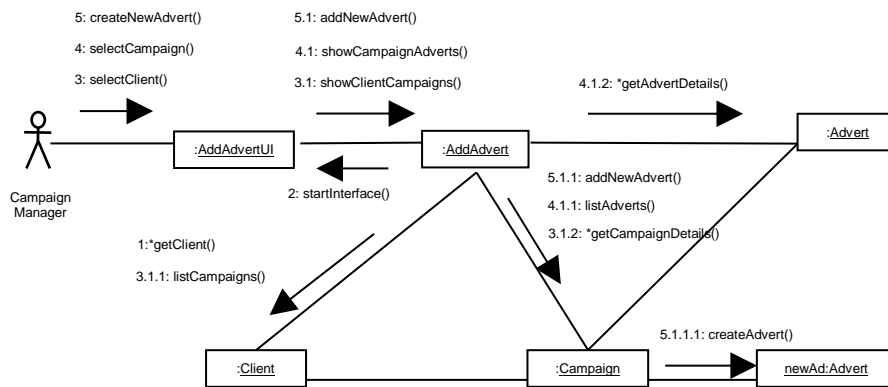 5: createNewAdvert()
4: selectCampaign()
3: selectClient()
5.1: addNewAdvert()
4.1: showCampaignAdverts()
3.1: showClientCampaigns()
4.1.2: *getAdvertDetails()
:AddAdvertUI
:AddAdvert
:Advert
Campaign
Manager
2: startInterface()
5.1.1: addNewAdvert()
4.1.1: listAdverts()
3.1.2: *getCampaignDetails()
1:*getClient()
3.1.1: listCampaigns()
5.1.1.1: createAdvert()
:Client
:Campaign
newAd:Advert